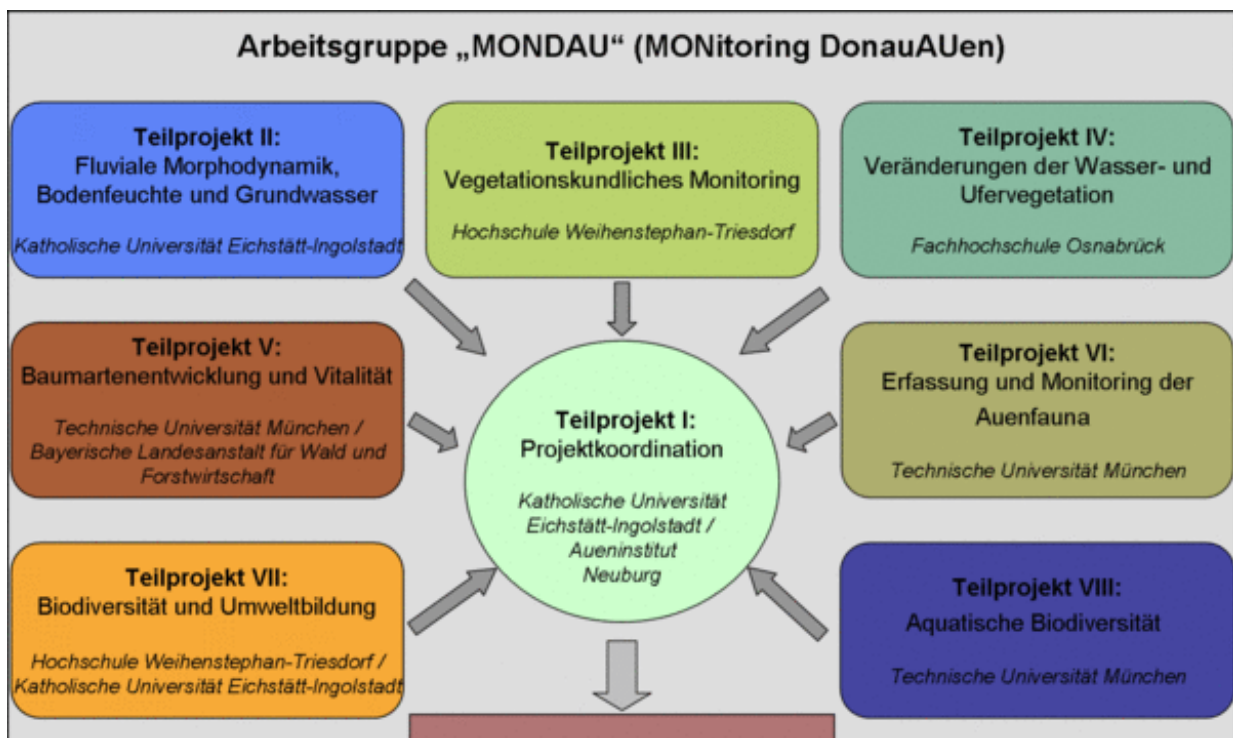 Arbeitsgruppe „MONDAU“ (MONitoring DonauAUen)
Teilprojekt II:
Fluviale Morphodynamik,
Bodenfeuchte und Grundwasser
Katholische Universität Eichstätt-Ingolstadt
Teilprojekt III:
Vegetationskundliches Monitoring
Hochschule Weihenstephan-Triesdorf
Teilprojekt IV:
Veränderungen der Wasser- und
Ufervegetation
Fachhochschule Osnabrück
Teilprojekt V:
Baumartenentwicklung und Vitalität
Technische Universität München /
Bayerische Landesanstalt für Wald und
Forstwirtschaft
Teilprojekt I:
Projektkoordination
Katholische Universität
Eichstätt-Ingolstadt /
Aueninstitut
Neuburg
Teilprojekt VI:
Erfassung und Monitoring der
Auenfauna
Technische Universität München
Teilprojekt VII:
Biodiversität und Umweltbildung
Hochschule Weihenstephan-Triesdorf /
Katholische Universität Eichstätt-Ingolstadt
Teilprojekt VIII:
Aquatische Biodiversität
Technische Universität München